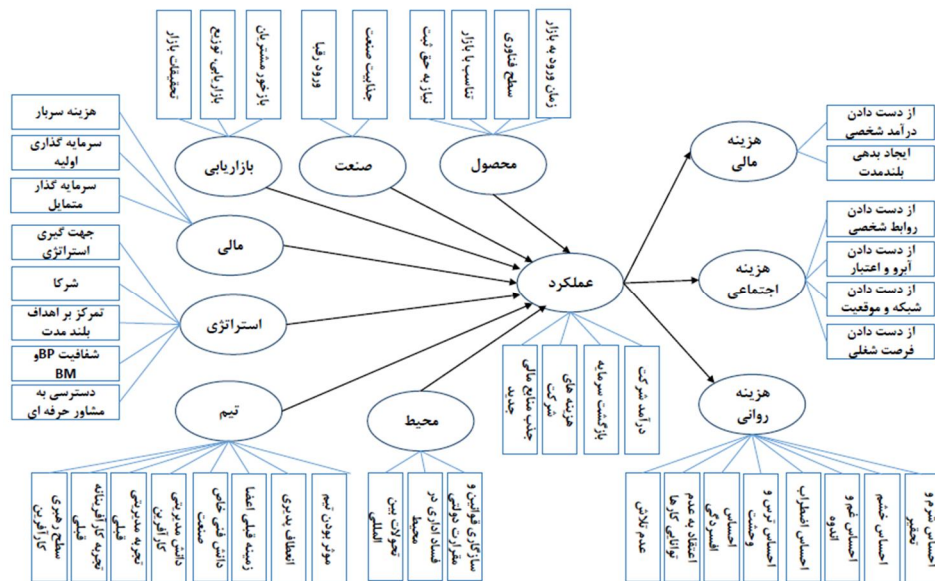 زمان ورود به بازار
سطح فناوری
تناسب با بازار
نیاز به حق ثبت
جذابیت صنعت
ورود رقبا
بازخور مشتریان
بازاریابی، توزیع
تحقیقات بازار
محصول
صنعت
بازاریابی
هزینه سربار
سرمایه گذاری
اولیه
سرمایه گذار
متمایل
مالی
جهت گیری
استراتژی
شرکا
تمرکز بر اهداف
بلند مدت
شفافیت BPو
BM
دسترسی به
مشاور حرفه ای
استراتژی
تیم
موثر بودن تیم
انعطاف پذیری
زمینه قبلی اعضا
دانش فنی خاص
صنعت
دانش مدیریتی
کارآفرین
تجربه مدیریتی
قبلی
تجربه کارآفرینانه
قبلی
سطح رهبری
کارآفرین
محیط
سازگاری قوانین و
مقررات دولتی
فساد اداری در
محیط
تحولات بین
المللی
عملکرد
درآمد شرکت
بازگشت سرمایه
هزینه های
شرکت
جذب منابع مالی
جدید
هزینه
مالی
از دست دادن
درآمد شخصی
ایجاد بدهی
بلندمدت
هزینه
اجتماعی
از دست دادن
روابط شخصی
از دست دادن
آبرو و اعتبار
از دست دادن
شبکه و موقعیت
از دست دادن
فرصت شغلی
هزینه
روانی
احساس شرم و
تحقیر
احساس خشم
احساس غم و
اندوه
احساس اضطراب
احساس ترس و
وحشت
احساس
افسردگی
اعتقاد به عدم
توانایی کارها
عدم تلاش